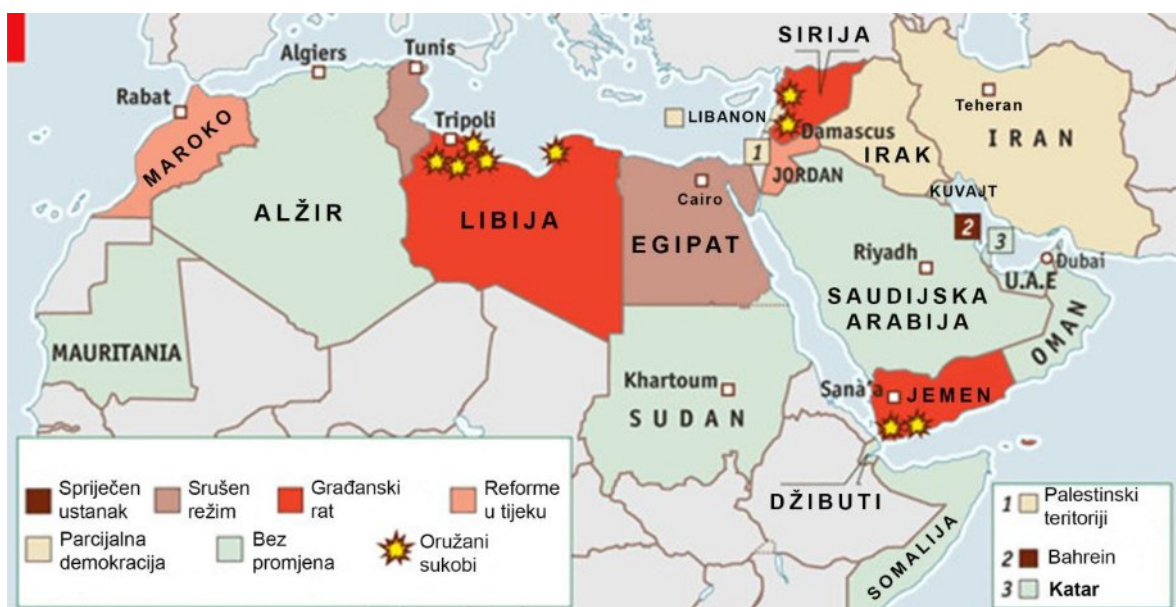 SIRIJA
Algiers
Tunis
Rabat
Tripoli
LIBANON
Teheran
MAROKO
1
Damascus
IRAK
IRAN
JORDAN
KUVAJT
ALŽIR
LIBIJA
Cairo
EGIPAT
2
3
Riyadh
Dubai
U.A.E
SAUDIJSKA
ARABIJA
OMAN
MAURITANIA
Khartoum
SUDAN
Sanà'a
JEMEN
DŽIBUTI
SOMALIJA
Spriječen
ustanak
Srušen
režim
Građanski
rat
Reforme
u tijeku
Parcijalna
demokracija
Bez
promjena
Oružani
sukobi
1 Palestinski
teritoriji
2 Bahrein
3 Katar